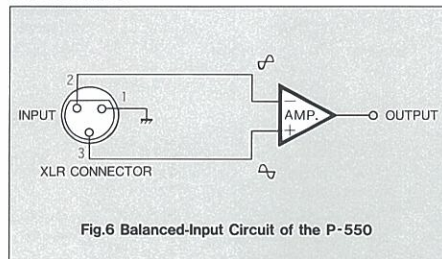 2
1
INPUT
3
XLR CONNECTOR
−
AMP.
+
OUTPUT
Fig.6 Balanced-Input Circuit of the P-550